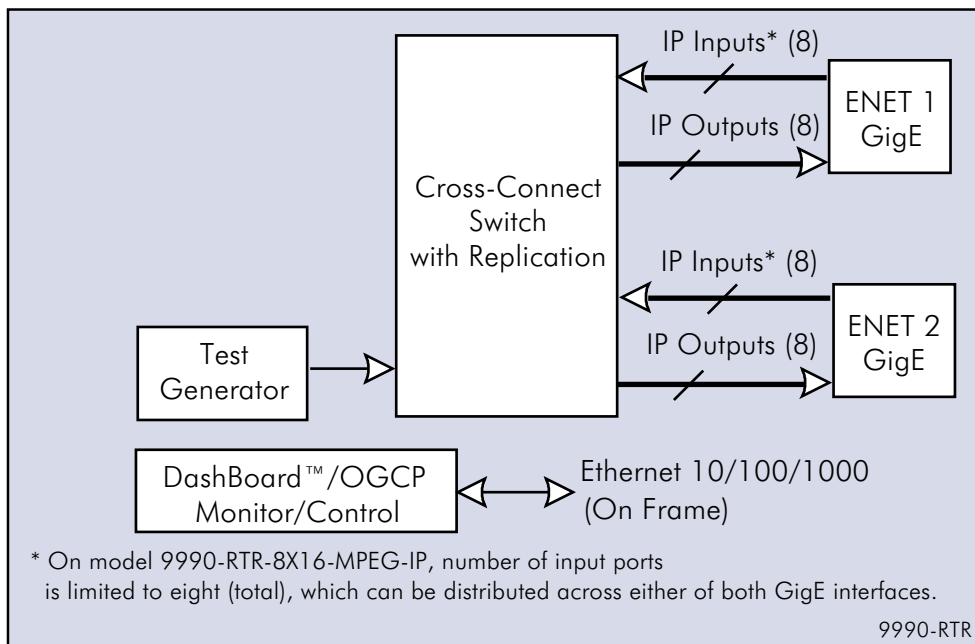 IP Inputs* (8)
ENET 1
GigE
IP Outputs (8)
Cross-Connect
Switch
with Replication
IP Inputs* (8)
ENET 2
GigE
IP Outputs (8)
Test
Generator
DashBoard™/OGCP
Monitor/Control
Ethernet 10/100/1000
(On Frame)
* On model 9990-RTR-8X16-MPEG-IP, number of input ports
is limited to eight (total), which can be distributed across either of both GigE interfaces.
9990-RTR